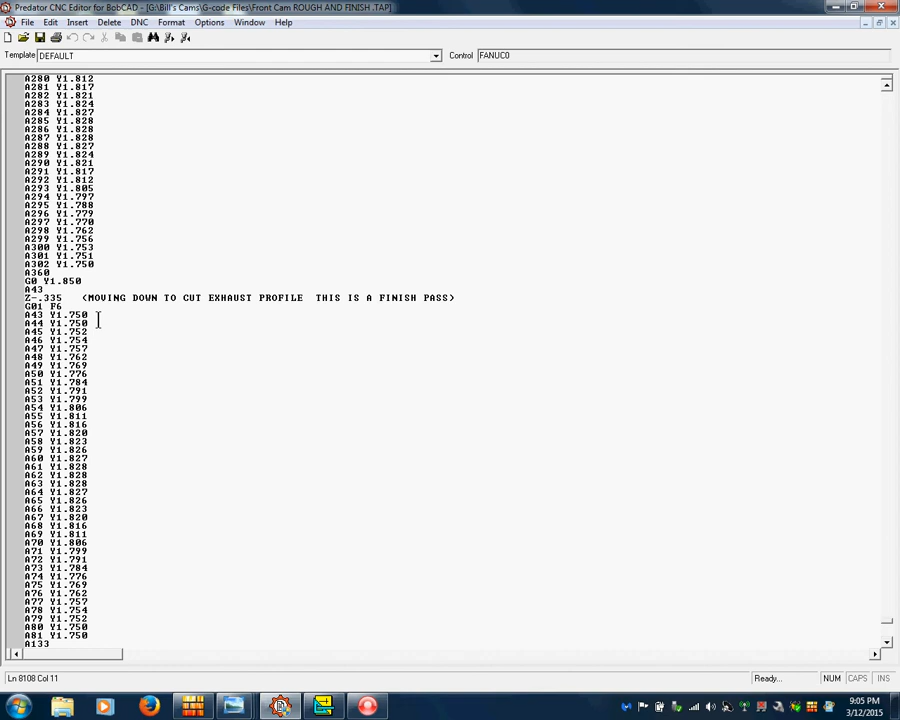 Predator CNC Editor for BobCAD - [G:\Bill's Cams\G-code Files\Front Cam ROUGH AND FINISH .TAP]
File Edit Insert Delete DNC Format Options Window Help
Template DEFAULT Control FANUCO
A280 Y1.812
A281 Y1.817
A282 Y1.821
A283 Y1.824
A284 Y1.827
A285 Y1.828
A286 Y1.828
A287 Y1.828
A288 Y1.827
A289 Y1.824
A290 Y1.821
A291 Y1.817
A292 Y1.812
A293 Y1.805
A294 Y1.797
A295 Y1.788
A296 Y1.779
A297 Y1.770
A298 Y1.762
A299 Y1.756
A300 Y1.753
A301 Y1.751
A302 Y1.750
A360
G0 Y1.850
A43
Z-.335 (MOVING DOWN TO CUT EXHAUST PROFILE THIS IS A FINISH PASS)
G01 F6
A43 Y1.750
A44 Y1.750
A45 Y1.752
A46 Y1.754
A47 Y1.757
A48 Y1.762
A49 Y1.769
A50 Y1.776
A51 Y1.784
A52 Y1.791
A53 Y1.799
A54 Y1.806
A55 Y1.811
A56 Y1.816
A57 Y1.820
A58 Y1.823
A59 Y1.826
A60 Y1.827
A61 Y1.828
A62 Y1.828
A63 Y1.828
A64 Y1.827
A65 Y1.826
A66 Y1.823
A67 Y1.820
A68 Y1.816
A69 Y1.811
A70 Y1.806
A71 Y1.799
A72 Y1.791
A73 Y1.784
A74 Y1.776
A75 Y1.769
A76 Y1.762
A77 Y1.757
A78 Y1.754
A79 Y1.752
A80 Y1.750
A81 Y1.750
A133
Ln 8108 Col 11 Ready... NUM CAPS INS
9:05 PM
3/12/2015